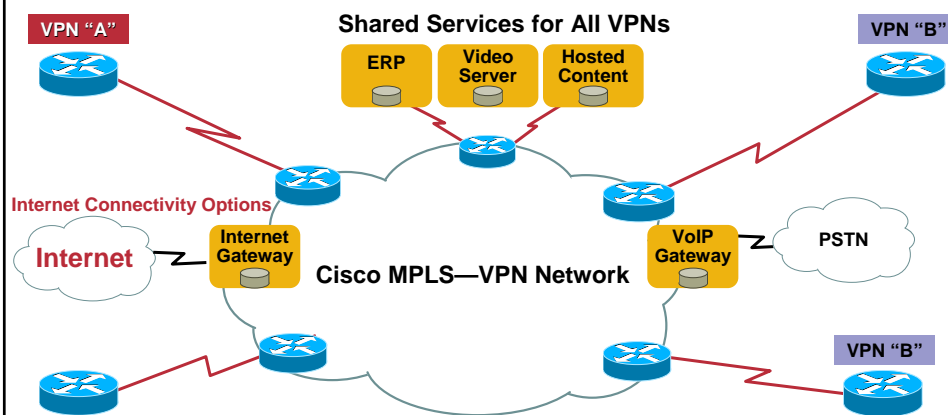 Shared Services for All VPNs
VPN “A”
VPN “B”
ERP
Video
Server
Hosted
Content
Internet Connectivity Options
Internet
Internet
Gateway
VoIP
Gateway
PSTN
Cisco MPLS—VPN Network
VPN “B”